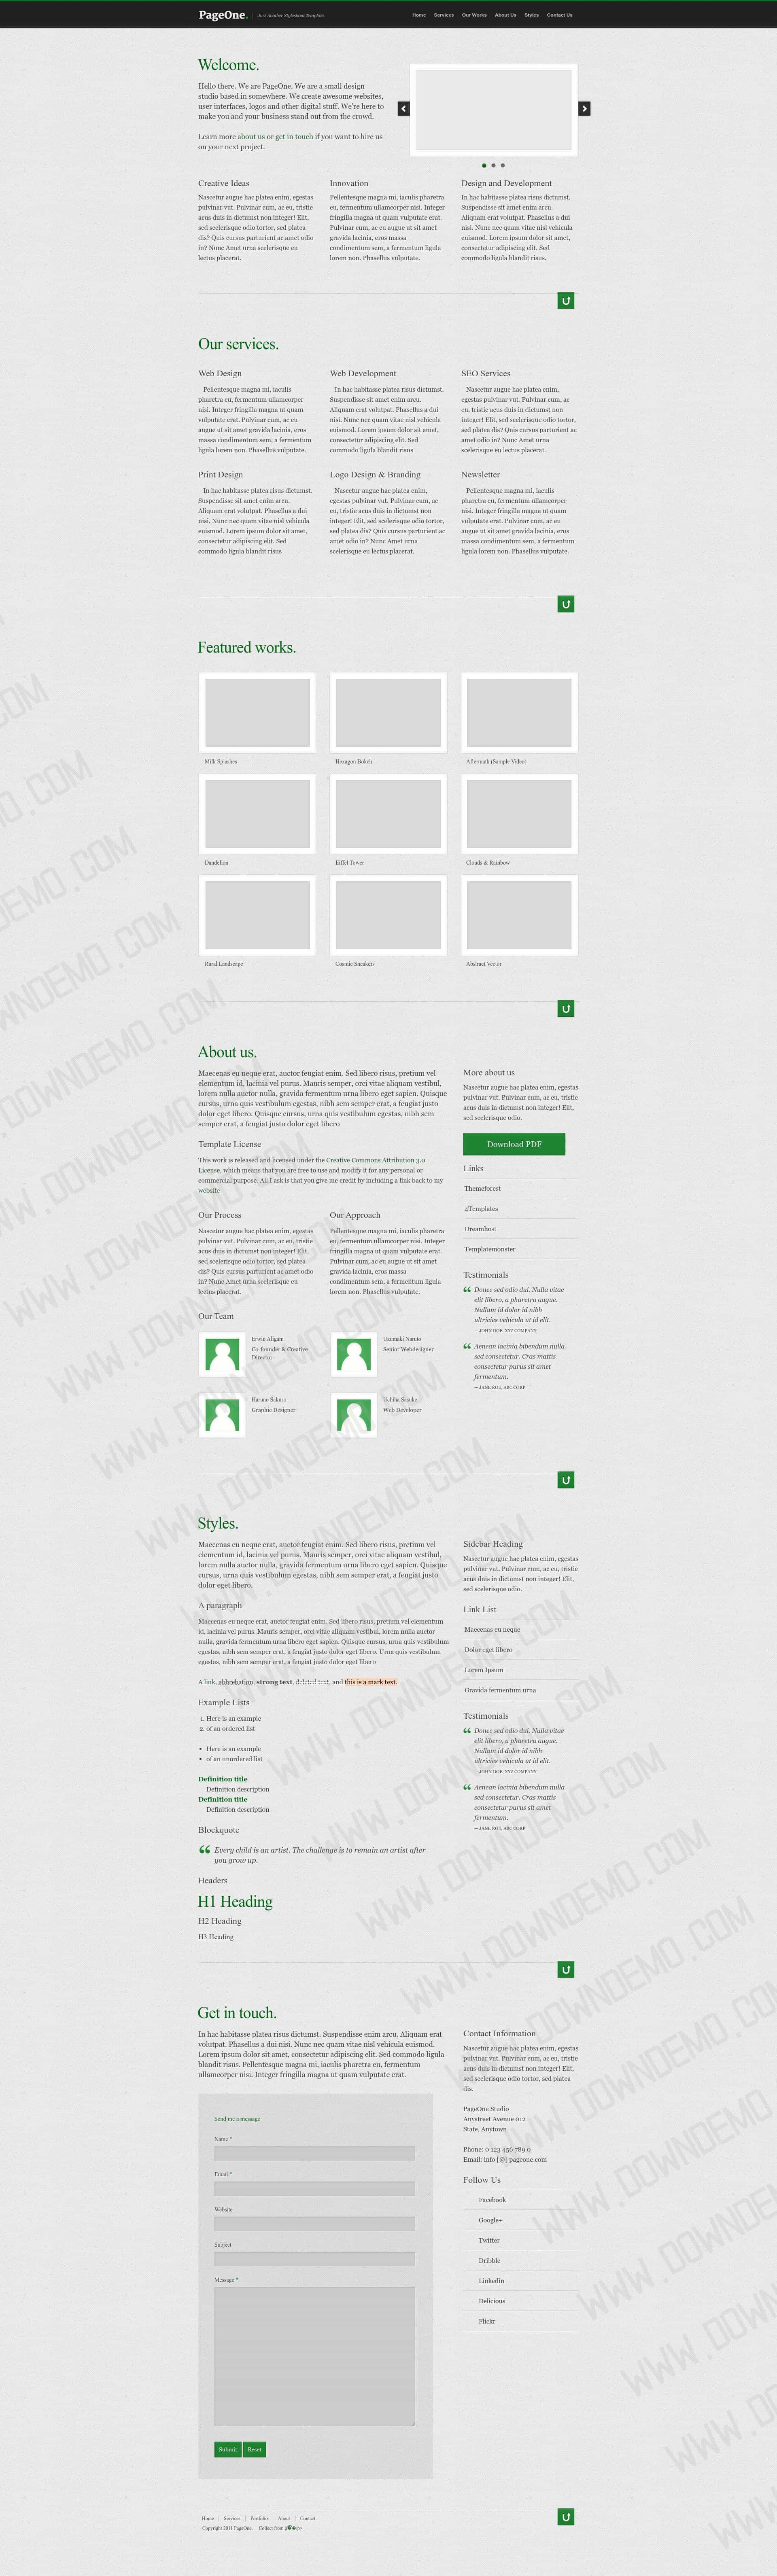 PageOne. Just Another Styleshout Template.
Home Services Our Works About Us Styles Contact Us
Welcome.
Hello there. We are PageOne. We are a small design
studio based in somewhere. We create awesome websites,
user interfaces, logos and other digital stuff. We're here to
make you and your business stand out from the crowd.
Learn more about us or get in touch if you want to hire us
on your next project.
Creative Ideas
Nascetur augue hac platea enim, egestas
pulvinar vut. Pulvinar cum, ac eu, tristie
acus duis in dictumst non integer! Elit,
sed scelerisque odio tortor, sed platea
dis? Quis cursus parturient ac amet odio
in? Nunc Amet urna scelerisque eu
lectus placerat.
Innovation
Pellentesque magna mi, iaculis pharetra
eu, fermentum ullamcorper nisi. Integer
fringilla magna ut quam vulputate erat.
Pulvinar cum, ac eu augue ut sit amet
gravida lacinia, eros massa
condimentum sem, a fermentum ligula
lorem non. Phasellus vulputate.
Design and Development
In hac habitasse platea risus dictumst.
Suspendisse sit amet enim arcu.
Aliquam erat volutpat. Phasellus a dui
nisi. Nunc nec quam vitae nisl vehicula
euismod. Lorem ipsum dolor sit amet,
consectetur adipiscing elit. Sed
commodo ligula blandit risus.
Our services.
Web Design
Pellentesque magna mi, iaculis
pharetra eu, fermentum ullamcorper
nisi. Integer fringilla magna ut quam
vulputate erat. Pulvinar cum, ac eu
augue ut sit amet gravida lacinia, eros
massa condimentum sem, a fermentum
ligula lorem non. Phasellus vulputate.
Web Development
In hac habitasse platea risus dictumst.
Suspendisse sit amet enim arcu.
Aliquam erat volutpat. Phasellus a dui
nisi. Nunc nec quam vitae nisl vehicula
euismod. Lorem ipsum dolor sit amet,
consectetur adipiscing elit. Sed
commodo ligula blandit risus
SEO Services
Nascetur augue hac platea enim,
egestas pulvinar vut. Pulvinar cum, ac
eu, tristic acus duis in dictumst non
integer! Elit, sed scelerisque odio tortor,
sed platea dis? Quis cursus parturient ac
amet odio in? Nunc Amet urna
scelerisque eu lectus placerat.
Print Design
In hac habitasse platea risus dictumst.
Suspendisse sit amet enim arcu.
Aliquam erat volutpat. Phasellus a dui
nisi. Nunc nec quam vitae nisl vehicula
euismod. Lorem ipsum dolor sit amet,
consectetur adipiscing elit. Sed
commodo ligula blandit risus
Logo Design & Branding
Nascetur augue hac platea enim,
egestas pulvinar vut. Pulvinar cum, ac
eu, tristic acus duis in dictumst non
integer! Elit, sed scelerisque odio tortor,
sed platea dis? Quis cursus parturient ac
amet odio in? Nunc Amet urna
scelerisque eu lectus placerat.
Newsletter
Pellentesque magna mi, iaculis
pharetra eu, fermentum ullamcorper
nisi. Integer fringilla magna ut quam
vulputate erat. Pulvinar cum, ac eu
augue ut sit amet gravida lacinia, eros
massa condimentum sem, a fermentum
ligula lorem non. Phasellus vulputate.
Featured works.
Milk Splashes
Hexagon Bokeh
Aftermath (Sample Video)
Dandelion
Eiffel Tower
Clouds & Rainbow
Rural Landscape
Cosmic Sneakers
Abstract Vector
About us.
Maecenas eu neque erat, auctor feugiat enim. Sed libero risus, pretium vel
elementum id, lacinia vel purus. Mauris semper, orci vitae aliquam vestibul,
lorem nulla auctor nulla, gravida fermentum urna libero eget sapien. Quisque
cursus, urna quis vestibulum egestas, nibh sem semper erat, a feugiat justo
dolor eget libero. Quisque cursus, urna quis vestibulum egestas, nibh sem
semper erat, a feugiat justo dolor eget libero
Template License
This work is released and licensed under the Creative Commons Attribution 3.0
License, which means that you are free to use and modify it for any personal or
commercial purpose. All I ask is that you give me credit by including a link back to my
website
Our Process
Nascetur augue hac platea enim, egestas
pulvinar vut. Pulvinar cum, ac eu, tristie
acus duis in dictumst non integer! Elit,
sed scelerisque odio tortor, sed platea
dis? Quis cursus parturient ac amet odio
in? Nunc Amet urna scelerisque eu
lectus placerat.
Our Approach
Pellentesque magna mi, iaculis pharetra
eu, fermentum ullamcorper nisi. Integer
fringilla magna ut quam vulputate erat.
Pulvinar cum, ac eu augue ut sit amet
gravida lacinia, eros massa
condimentum sem, a fermentum ligula
lorem non. Phasellus vulputate.
Our Team
Erwin Aligam
Co-founder & Creative
Director
Uzumaki Naruto
Senior Webdesigner
Haruno Sakura
Graphic Designer
Uchiha Sasuke
Web Developer
More about us
Nascetur augue hac platea enim, egestas
pulvinar vut. Pulvinar cum, ac eu, tristie
acus duis in dictumst non integer! Elit,
sed scelerisque odio.
Download PDF
Links
Themeforest
4Templates
Dreamhost
Templatemonster
Testimonials
“ Donec sed odio dui. Nulla vitae
elit libero, a pharetra augue.
Nullam id dolor id nibh
ultricies vehicula ut id elit.
— JOHN DOE, XYZ COMPANY
“ Aenean lacinia bibendum nulla
sed consectetur. Cras mattis
consectetur purus sit amet
fermentum.
— JANE ROE, ABC CORP
Styles.
Maecenas eu neque erat, auctor feugiat enim. Sed libero risus, pretium vel
elementum id, lacinia vel purus. Mauris semper, orci vitae aliquam vestibul,
lorem nulla auctor nulla, gravida fermentum urna libero eget sapien. Quisque
cursus, urna quis vestibulum egestas, nibh sem semper erat, a feugiat justo
dolor eget libero.
A paragraph
Maecenas eu neque erat, auctor feugiat enim. Sed libero risus, pretium vel elementum
id, lacinia vel purus. Mauris semper, orci vitae aliquam vestibul, lorem nulla auctor
nulla, gravida fermentum urna libero eget sapien. Quisque cursus, urna quis vestibulum
egestas, nibh sem semper erat, a feugiat justo dolor eget libero. Urna quis vestibulum
egestas, nibh sem semper erat, a feugiat justo dolor eget libero
A link, abbrebation, strong text, deleted text, and this is a mark text.
Example Lists
1. Here is an example
2. of an ordered list
• Here is an example
• of an unordered list
Definition title
Definition description
Definition title
Definition description
Blockquote
“ Every child is an artist. The challenge is to remain an artist after
you grow up.
Headers
H1 Heading
H2 Heading
H3 Heading
Sidebar Heading
Nascetur augue hac platea enim, egestas
pulvinar vut. Pulvinar cum, ac eu, tristie
acus duis in dictumst non integer! Elit,
sed scelerisque odio.
Link List
Maecenas eu neque
Dolor eget libero
Lorem Ipsum
Gravida fermentum urna
Testimonials
“ Donec sed odio dui. Nulla vitae
elit libero, a pharetra augue.
Nullam id dolor id nibh
ultricies vehicula ut id elit.
— JOHN DOE, XYZ COMPANY
“ Aenean lacinia bibendum nulla
sed consectetur. Cras mattis
consectetur purus sit amet
fermentum.
— JANE ROE, ABC CORP
Get in touch.
In hac habitasse platea risus dictumst. Suspendisse enim arcu. Aliquam erat
volutpat. Phasellus a dui nisi. Nunc nec quam vitae nisl vehicula euismod.
Lorem ipsum dolor sit amet, consectetur adipiscing elit. Sed commodo ligula
blandit risus. Pellentesque magna mi, iaculis pharetra eu, fermentum
ullamcorper nisi. Integer fringilla magna ut quam vulputate erat.
Send me a message
Name *
Email *
Website
Subject
Message *
Submit Reset
Contact Information
Nascetur augue hac platea enim, egestas
pulvinar vut. Pulvinar cum, ac eu, tristie
acus duis in dictumst non integer! Elit,
sed scelerisque odio tortor, sed platea
dis.
PageOne Studio
Anystreet Avenue 012
State, Anytown
Phone: 0 123 456 789 0
Email: info [@] pageone.com
Follow Us
Facebook
Google+
Twitter
Dribble
Linkedin
Delicious
Flickr
Home | Services | Portfolio | About | Contact
Copyright 2011 PageOne. Collect from
WWW.DOWNDEMO.COM